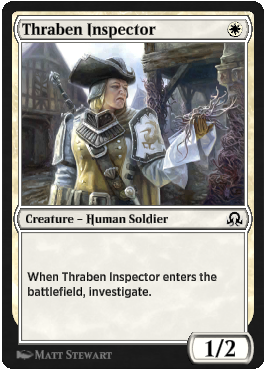 Thraben Inspector
Creature – Human Soldier
When Thraben Inspector enters the
battlefield, investigate.
Matt Stewart
1/2